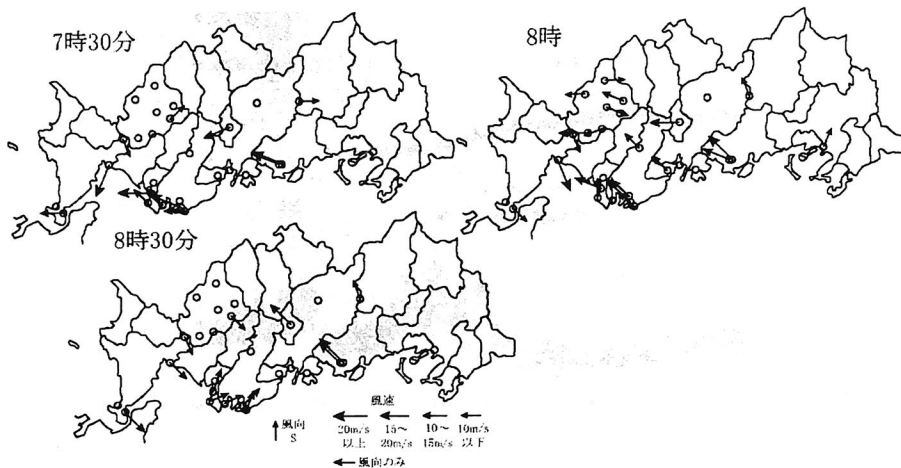 7時30分
8時
8時30分
風速
風向
S
20m/s
以上
15〜
20m/s
10〜
15m/s
10m/s
以下
風向のみ